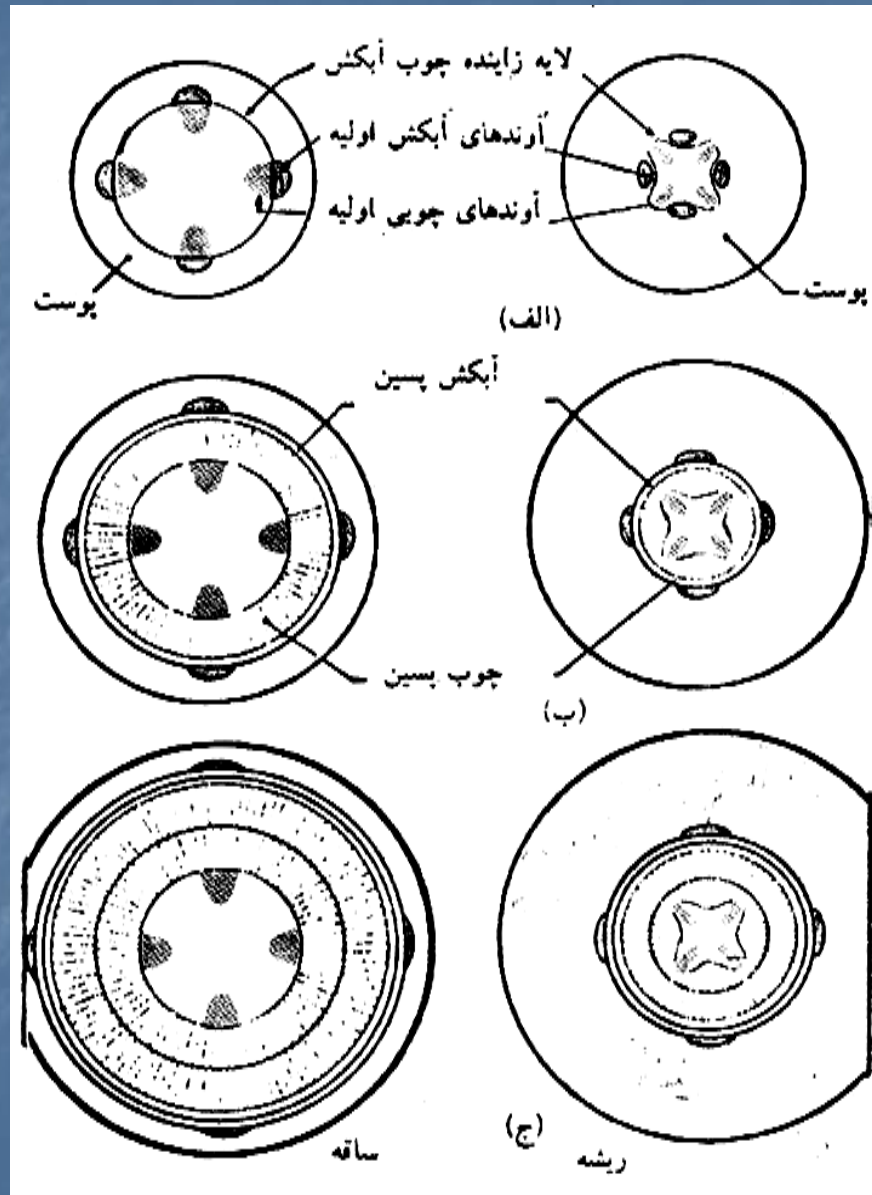 لایه زاینده چوب آبکش
آوندهای آبکش اولیه
آوندهای چوبی اولیه
پوست
پوست
(الف)
آبکش پسین
چوب پسین
(ب)
(ج)
ریشه
ساقه